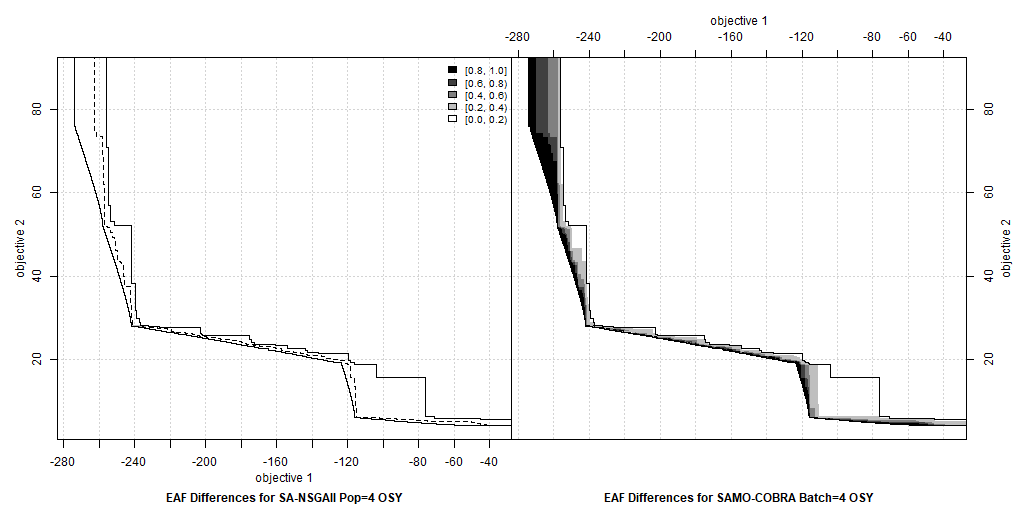 objective 1
-280 -240 -200 -160 -120 -80 -60 -40
[0.8, 1.0]
[0.6, 0.8)
[0.4, 0.6)
[0.2, 0.4)
[0.0, 0.2)
objective 2
80
60
40
20
80
60
40
20
objective 2
-280 -240 -200 -160 -120 -80 -60 -40
objective 1
EAF Differences for SA-NSGAII Pop=4 OSY
EAF Differences for SAMO-COBRA Batch=4 OSY